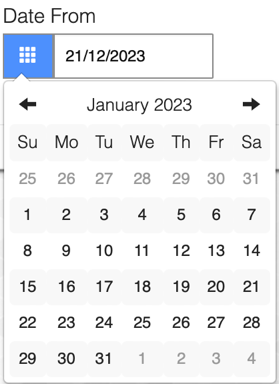 Date From
21/12/2023
January 2023
Su Mo Tu We Th Fr Sa
25 26 27 28 29 30 31
1 2 3 4 5 6 7
8 9 10 11 12 13 14
15 16 17 18 19 20 21
22 23 24 25 26 27 28
29 30 31 1 2 3 4